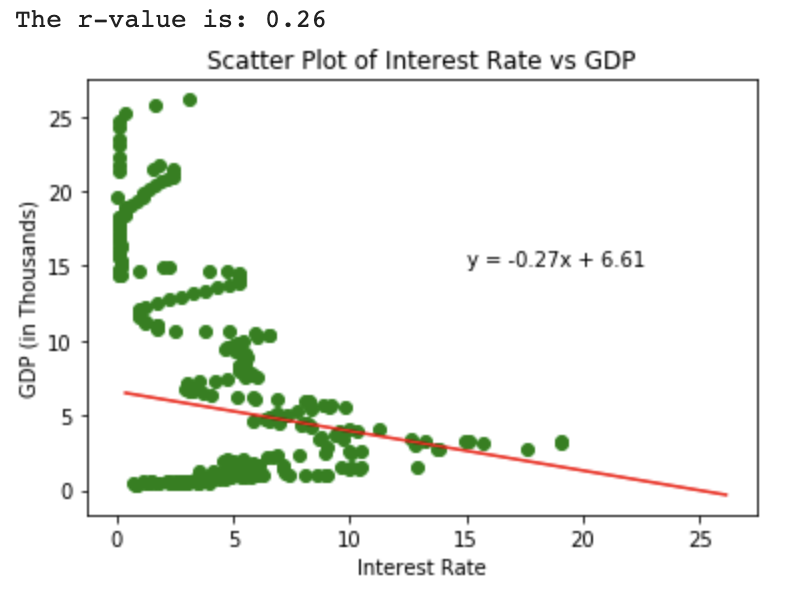 The r-value is: 0.26
Scatter Plot of Interest Rate vs GDP
GDP (in Thousands)
25
20
15
10
5
0
y = -0.27x + 6.61
0 5 10 15 20 25
Interest Rate